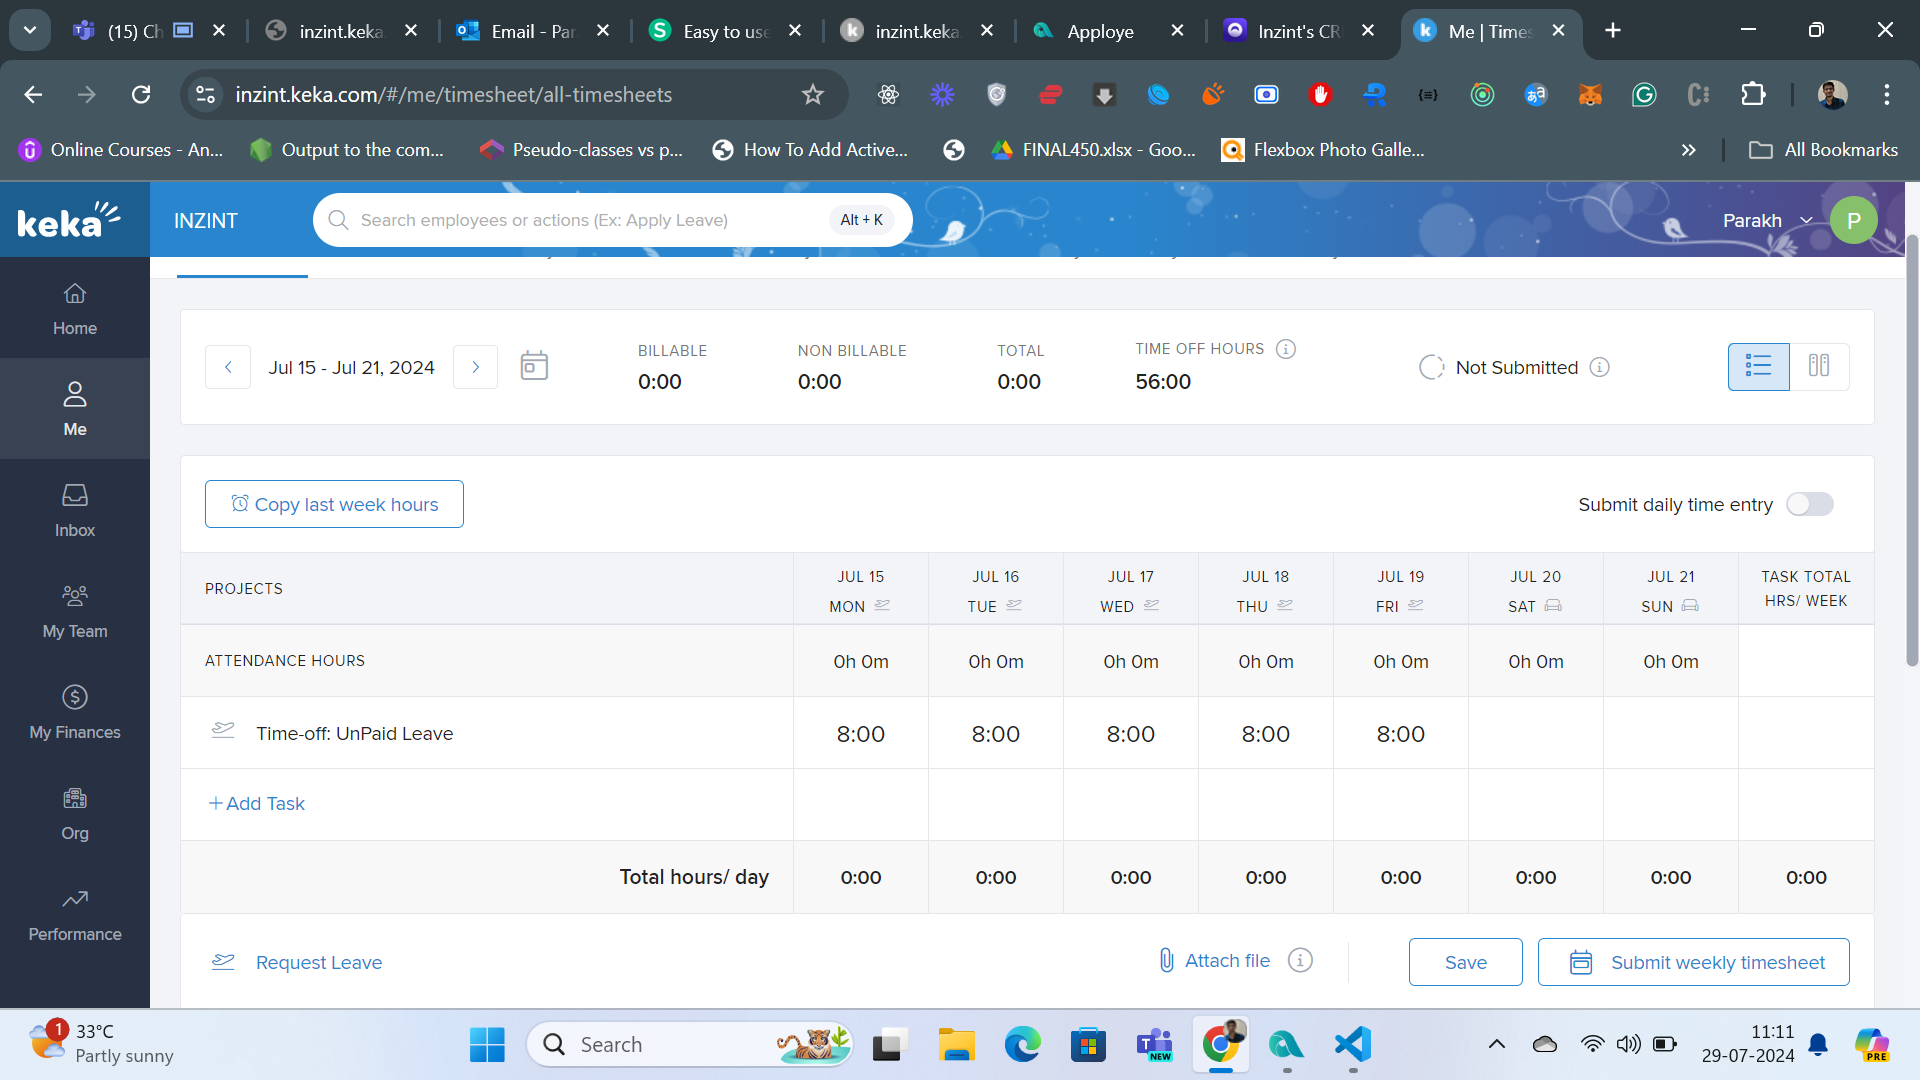 (15) Ch
inzint.keka.
Email - Par
Easy to use
inzint.keka.
Apploye
Inzint's CR
Me | Times
inzint.keka.com/#/me/timesheet/all-timesheets
Online Courses - An...
Output to the com...
Pseudo-classes vs p...
How To Add Active...
FINAL450.xlsx - Goo...
Flexbox Photo Galle...
All Bookmarks
keka
INZINT
Search employees or actions (Ex: Apply Leave)
Alt + K
Parakh
P
Home
Me
Inbox
My Team
My Finances
Org
Performance
Jul 15 - Jul 21, 2024
BILLABLE
0:00
NON BILLABLE
0:00
TOTAL
0:00
TIME OFF HOURS
56:00
Not Submitted
Copy last week hours
Submit daily time entry
PROJECTS
JUL 15 MON
JUL 16 TUE
JUL 17 WED
JUL 18 THU
JUL 19 FRI
JUL 20 SAT
JUL 21 SUN
TASK TOTAL HRS/ WEEK
ATTENDANCE HOURS 0h 0m 0h 0m 0h 0m 0h 0m 0h 0m 0h 0m 0h 0m
Time-off: UnPaid Leave 8:00 8:00 8:00 8:00 8:00
+Add Task
Total hours/ day 0:00 0:00 0:00 0:00 0:00 0:00 0:00 0:00
Request Leave
Attach file
Save
Submit weekly timesheet
1
33°C
Partly sunny
Search
NEW
11:11
29-07-2024
PRE